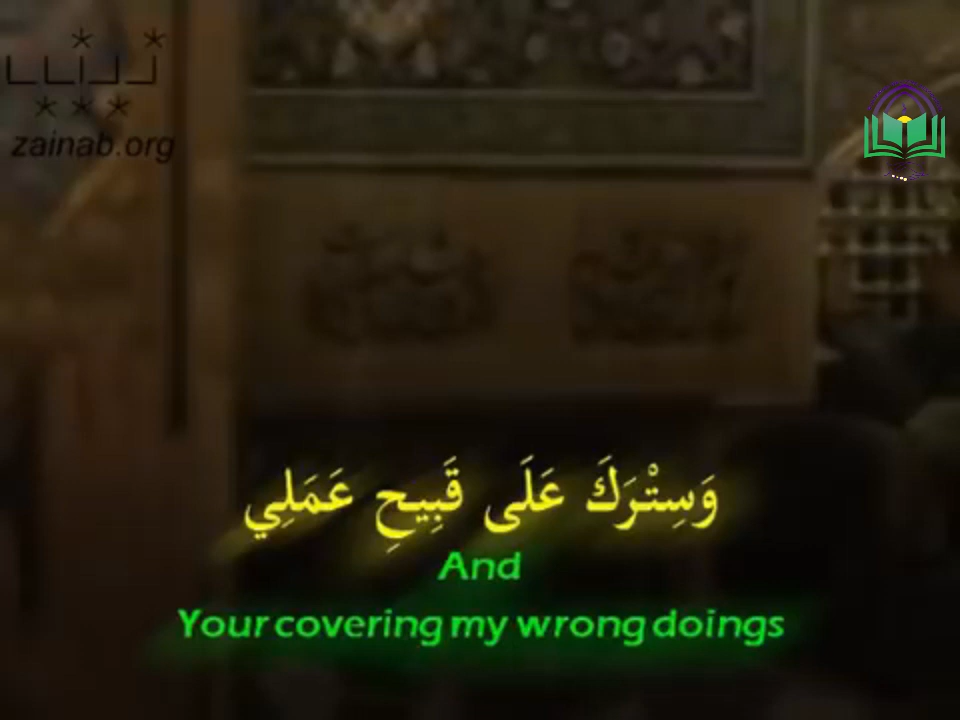 zainab.org
وَسِتْرَكَ عَلَى قَبِيحِ عَمَلِي
And
Your covering my wrong doings